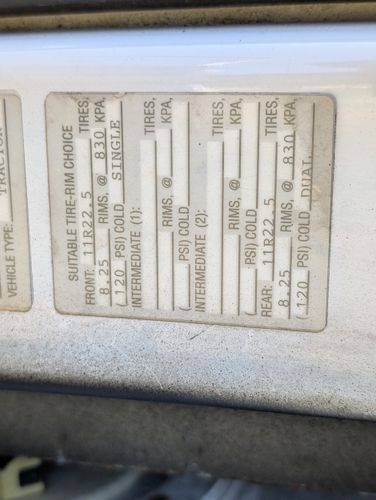 TRACTOR
VEHICLE TYPE:
SUITABLE TIRE-RIM CHOICE
FRONT: 11R22.5 TIRES,
8.25 RIMS, @ 830 KPA,
(120 PSI) COLD SINGLE
INTERMEDIATE (1): TIRES,
RIMS, @ KPA,
( PSI) COLD
INTERMEDIATE (2): TIRES,
RIMS, @ KPA,
( PSI) COLD
REAR: 11R22.5 TIRES,
8.25 RIMS, @ 830 KPA,
(120 PSI) COLD DUAL